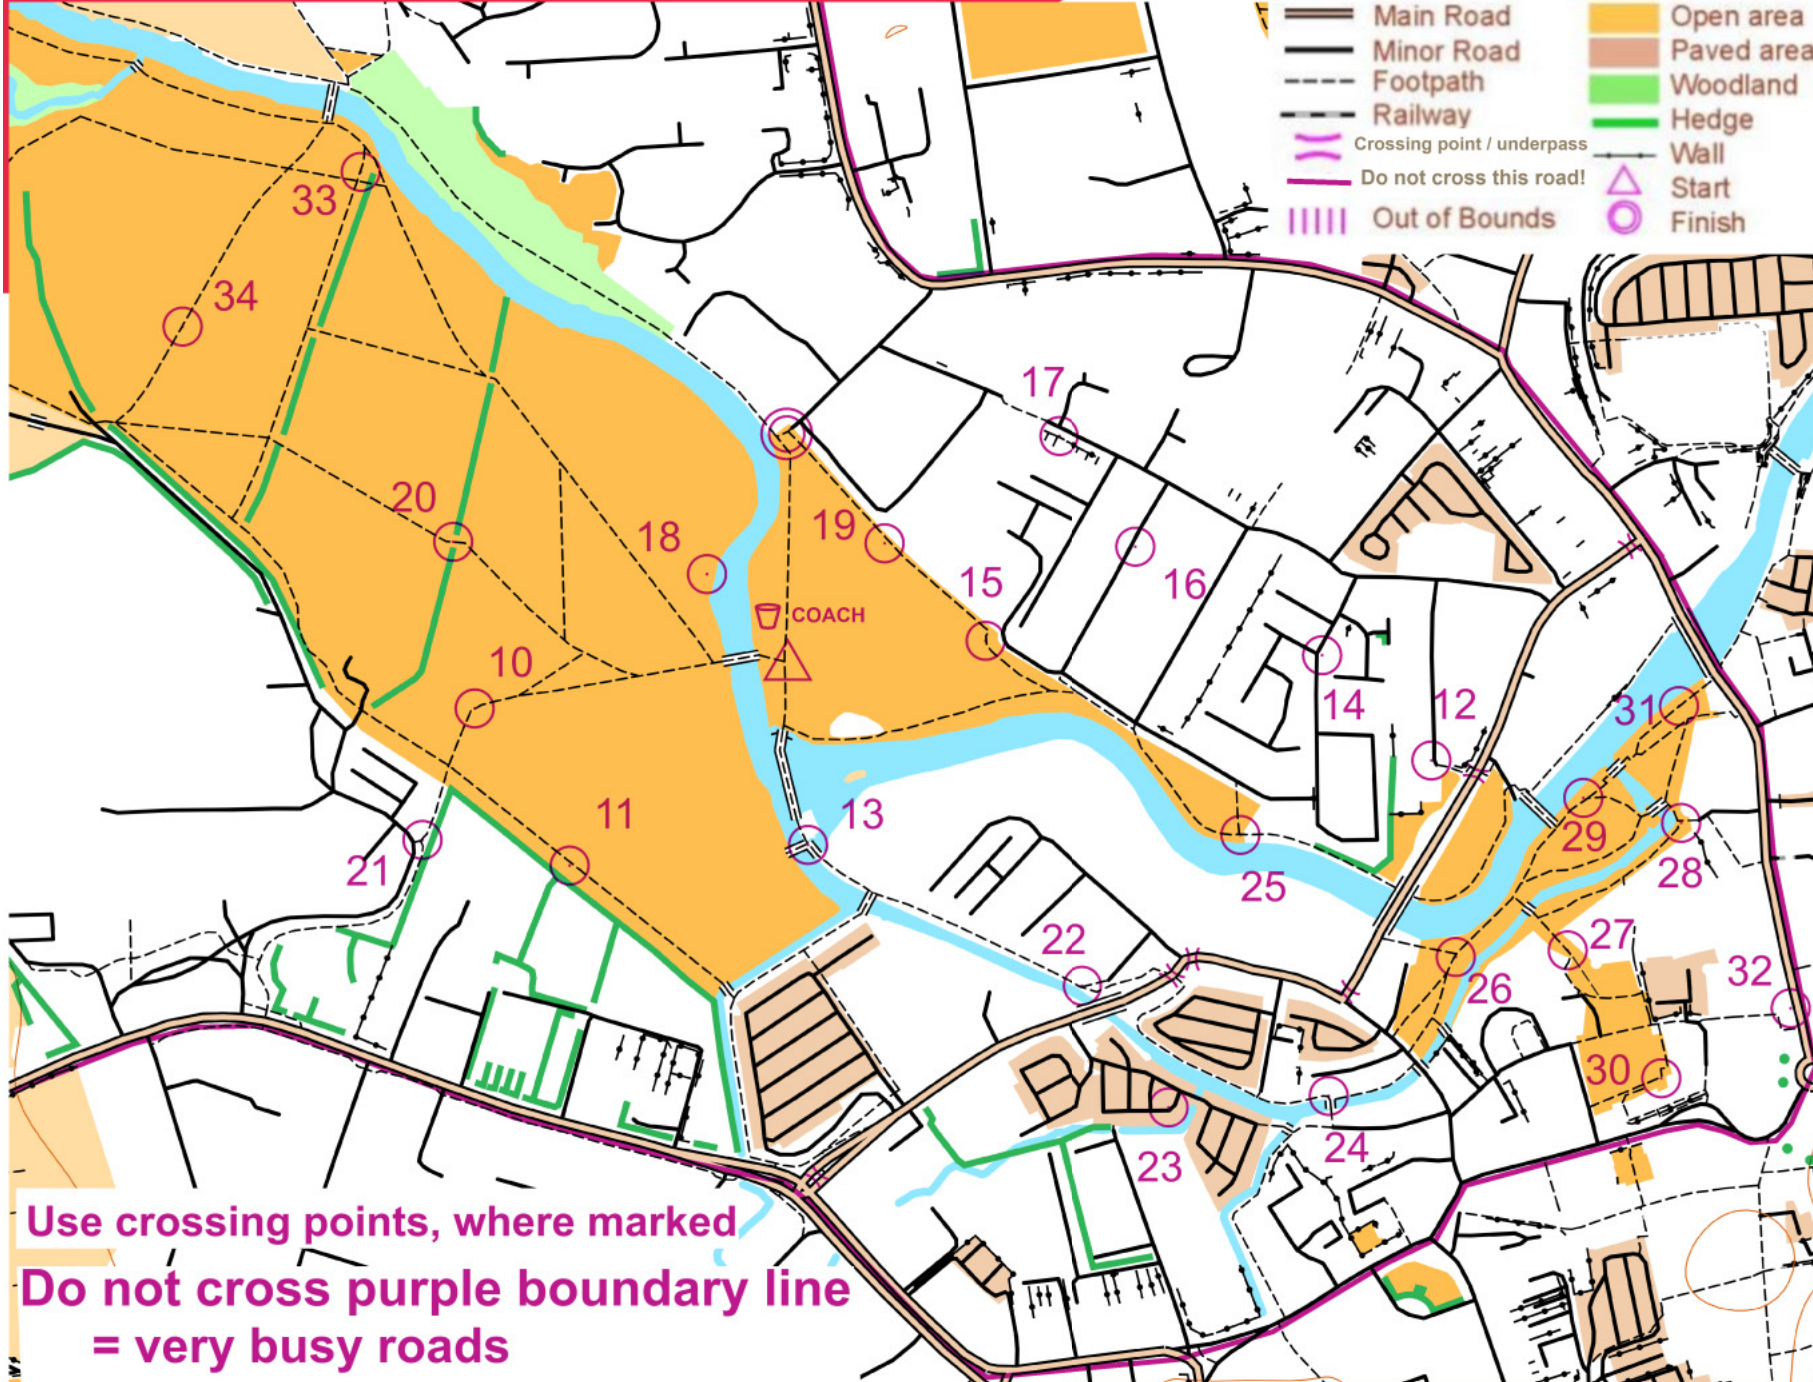 Main Road
Open area
Minor Road
Paved area
Footpath
Woodland
Railway
Hedge
Crossing point / underpass
Wall
Do not cross this road!
Start
Out of Bounds
Finish
33
34
17
20
18
19
15
16
COACH
10
14
12
31
11
13
21
29
28
25
22
27
26
32
30
23
24
Use crossing points, where marked
Do not cross purple boundary line
= very busy roads